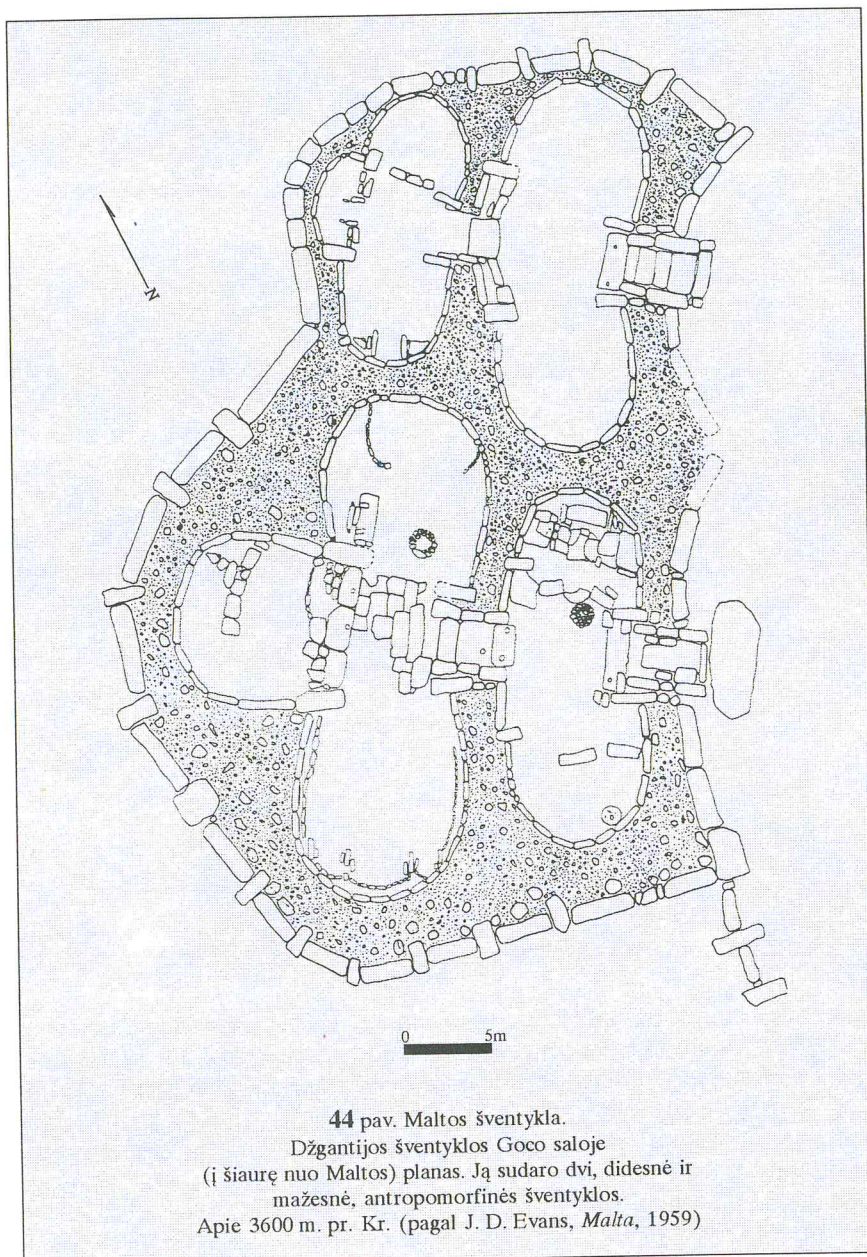 N
0 5m
44 pav. Maltos šventykla.
Džgantijos šventyklos Goco saloje
(į šiaurę nuo Maltos) planas. Ją sudaro dvi, didesnė ir
mažesnė, antropomorfinės šventyklos.
Apie 3600 m. pr. Kr. (pagal J. D. Evans, Malta, 1959)